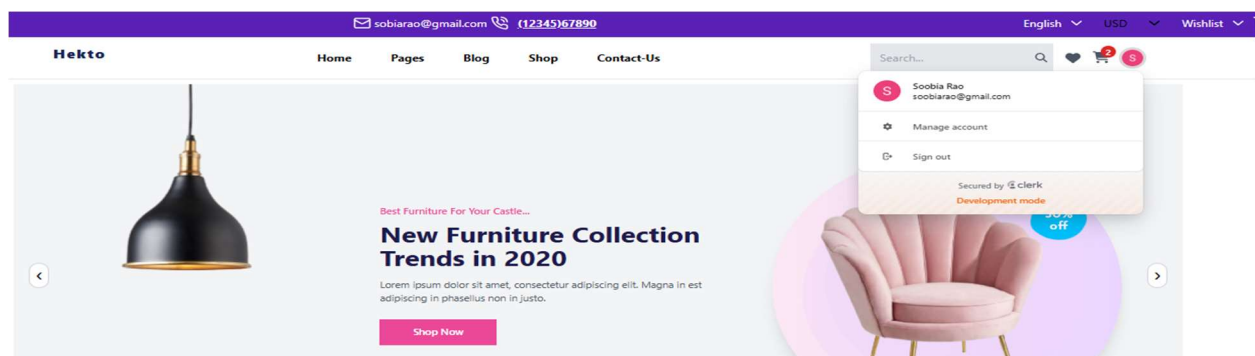 sobiarao@gmail.com (12345)67890 English USD Wishlist
Hekto Home Pages Blog Shop Contact-Us Search... 2 S
S Soobia Rao
soobiarao@gmail.com
Manage account
Sign out
Secured by clerk
Development mode
Best Furniture For Your Castle...
New Furniture Collection
Trends in 2020
Lorem ipsum dolor sit amet, consectetur adipiscing elit. Magna in est
adipiscing in phasellus non in justo.
Shop Now
50%
off